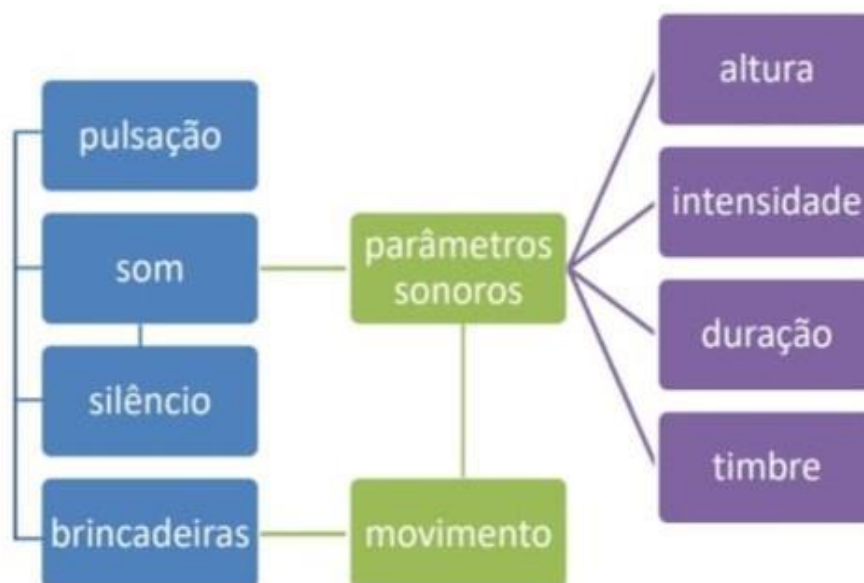 pulsação
som
silêncio
brincadeiras
parâmetros
sonoros
movimento
altura
intensidade
duração
timbre